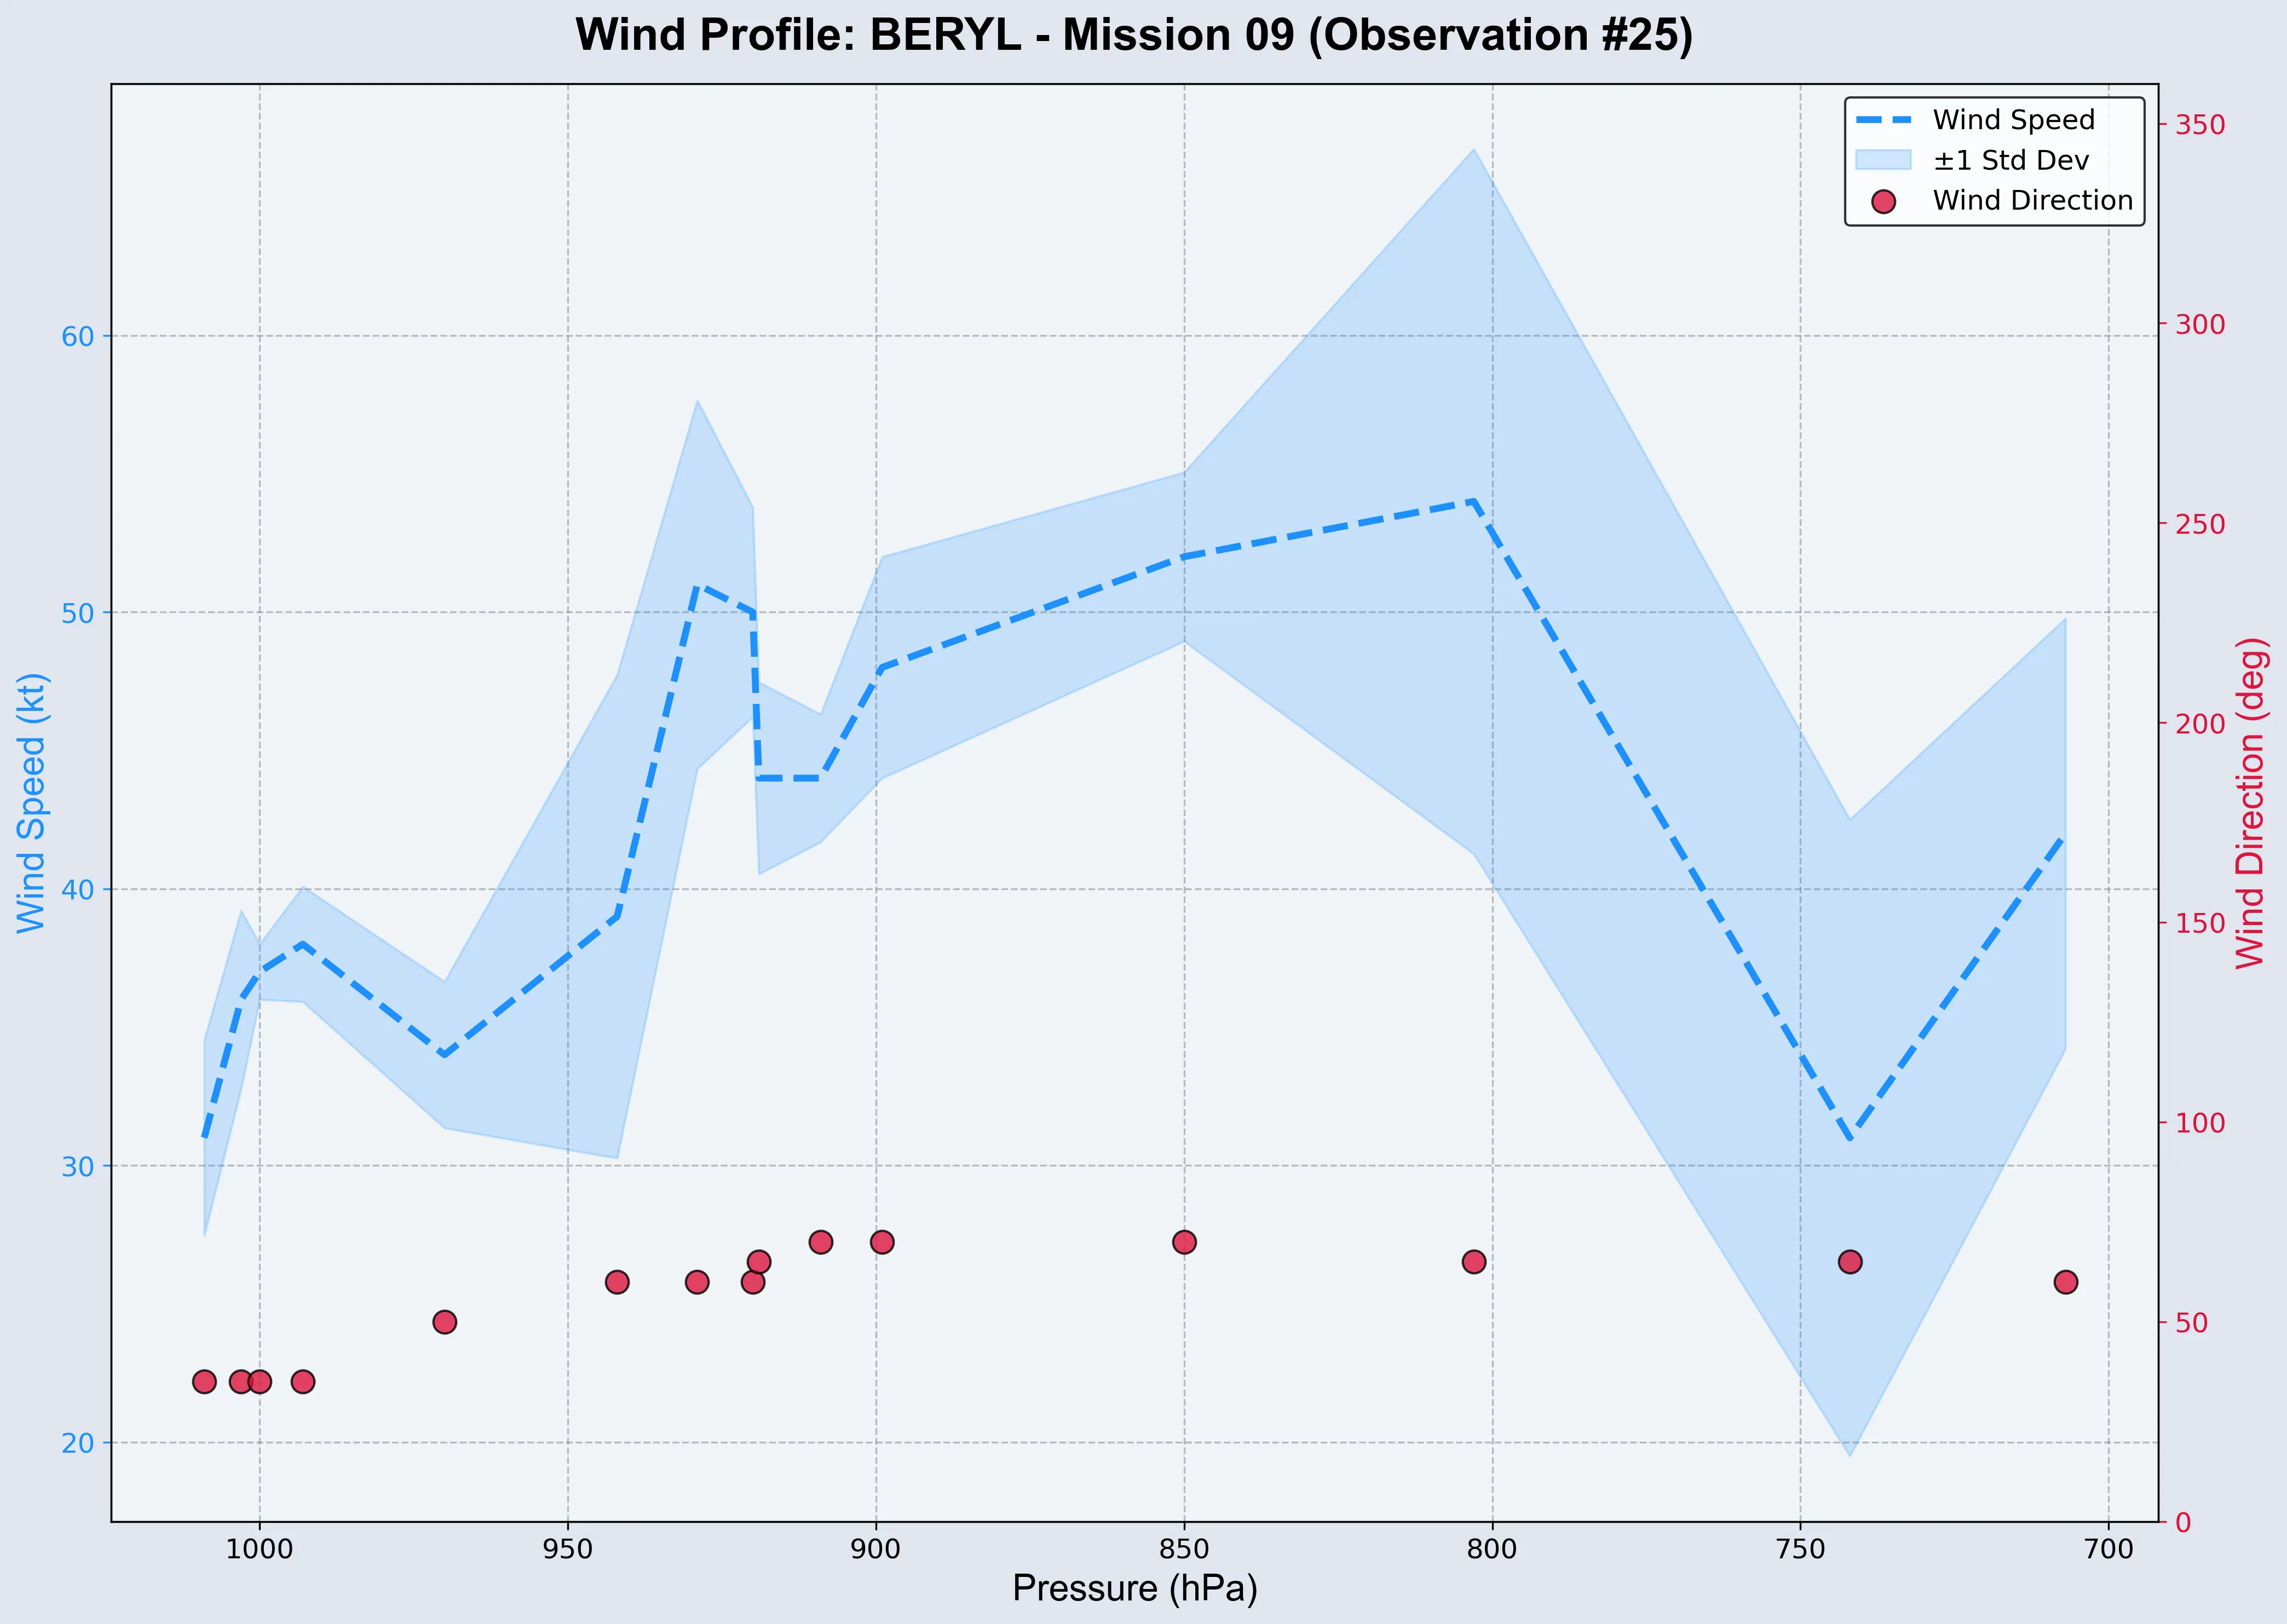 Wind Profile: BERYL - Mission 09 (Observation #25)
Wind Speed
±1 Std Dev
Wind Direction
Wind Speed (kt)
60
50
40
30
20
350
300
250
200
150
100
50
0
Wind Direction (deg)
1000
950
900
850
800
750
700
Pressure (hPa)